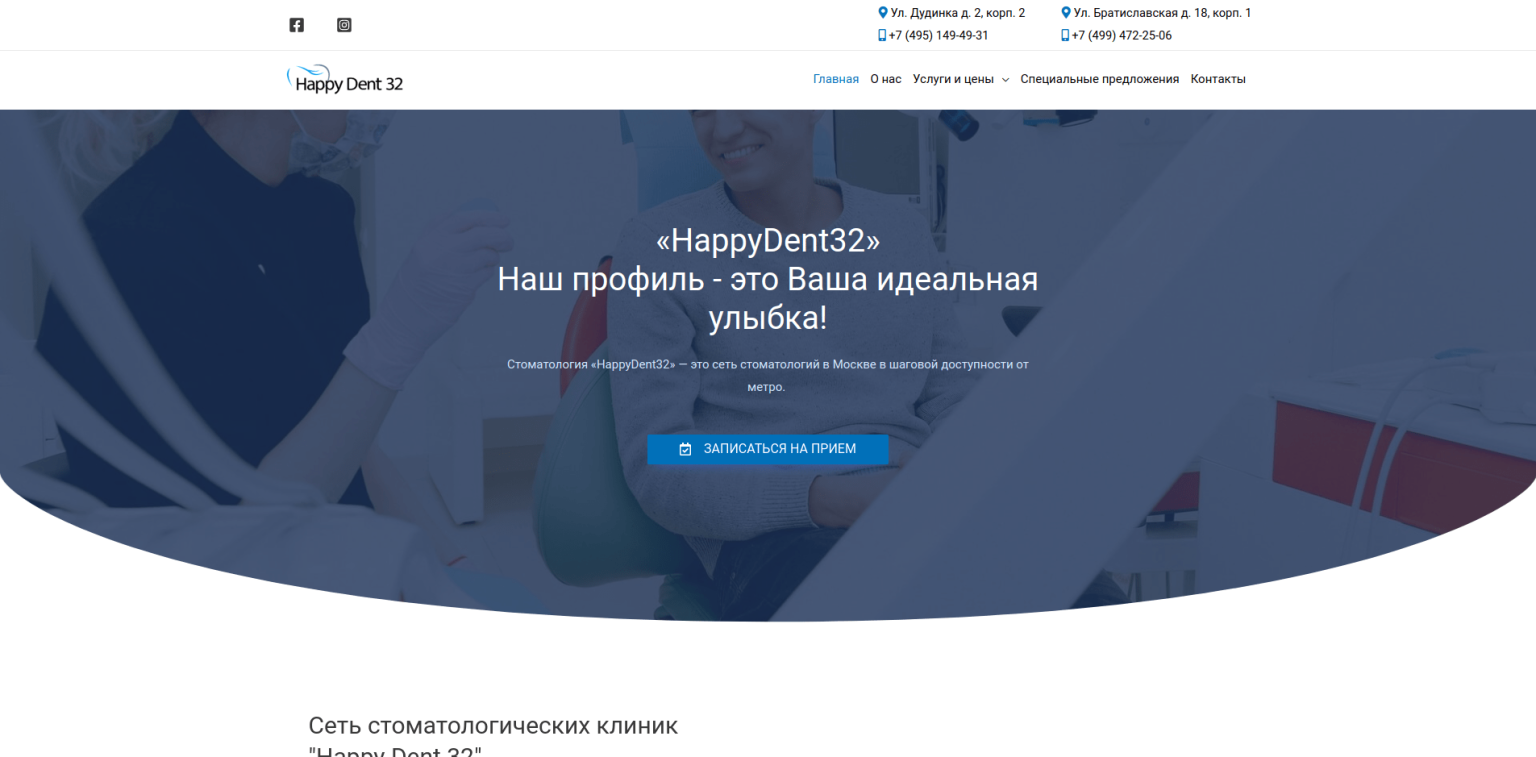 Ул. Дудинка д. 2, корп. 2
+7 (495) 149-49-31
Ул. Братиславская д. 18, корп. 1
+7 (499) 472-25-06
Happy Dent 32
Главная О нас Услуги и цены Специальные предложения Контакты
«HappyDent32»
Наш профиль - это Ваша идеальная
улыбка!
Стоматология «HappyDent32» — это сеть стоматологий в Москве в шаговой доступности от
метро.
ЗАПИСАТЬСЯ НА ПРИЕМ
Сеть стоматологических клиник
"Happy Dent 32"